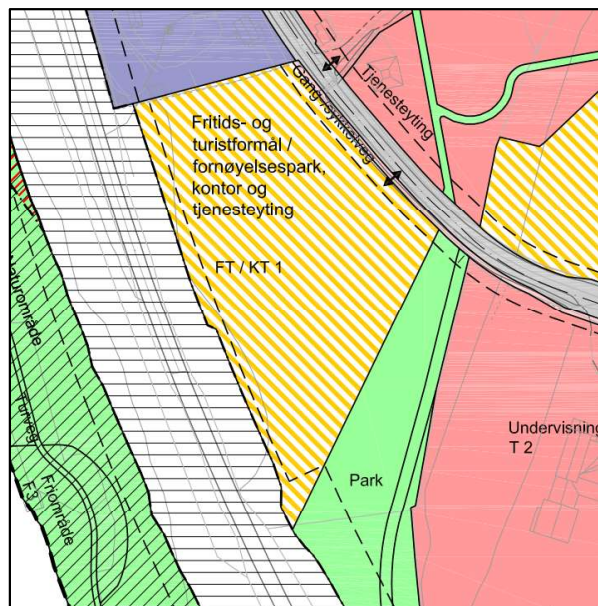 Fritids- og
turistformål /
fornøyelsespark,
kontor og
tjenesteyting
FT / KT 1
Gang-/sykkelveg
Tjenesteyting
Undervisning
T 2
Park
Naturområde
Turveg
Friområde
F3